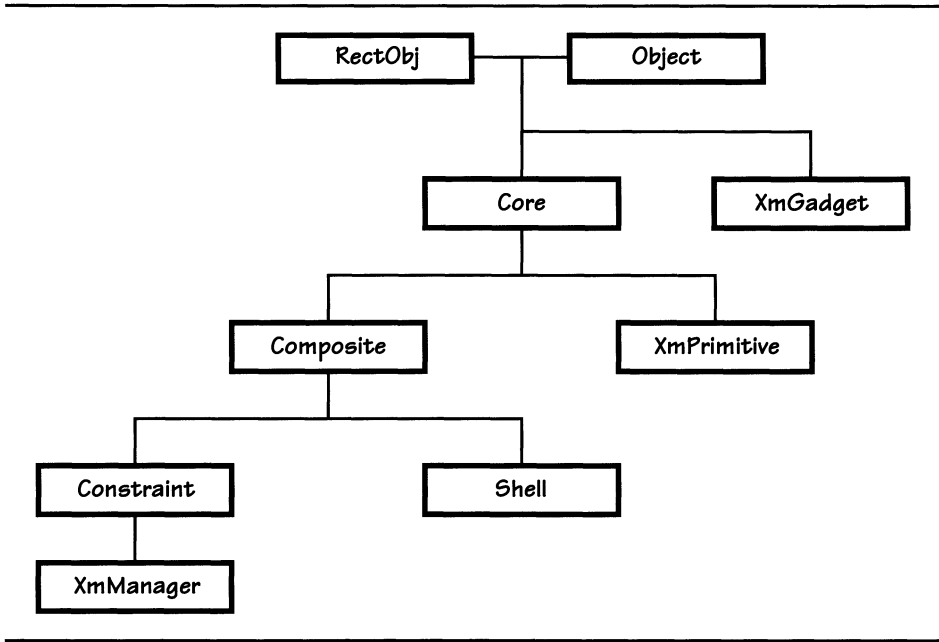 RectObj
Object
Core
XmGadget
Composite
XmPrimitive
Constraint
Shell
XmManager